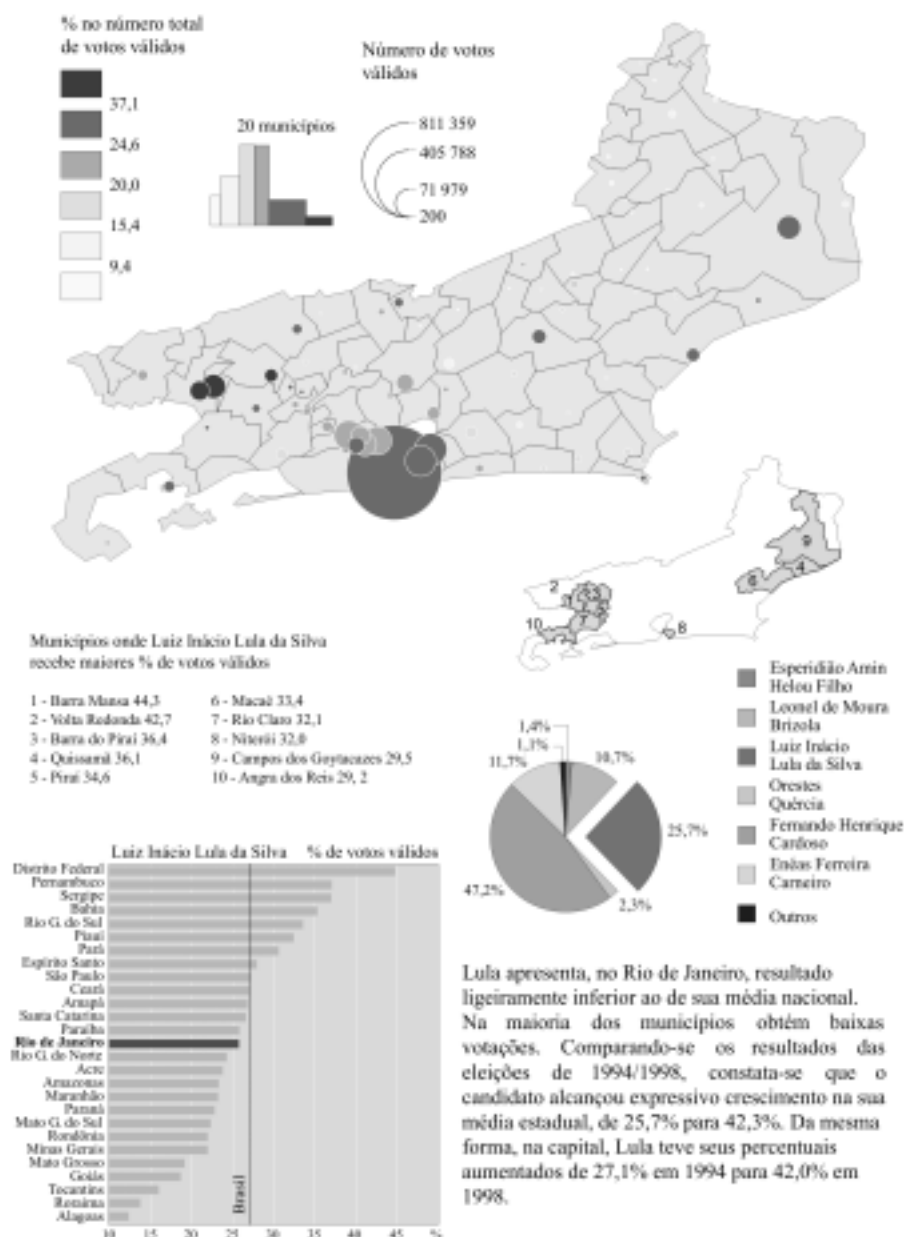 % no número total
de votos válidos
37,1
24,6
20,0
15,4
9,4
20 municípios
Número de votos
válidos
811 359
405 788
71 979
200
Municípios onde Luiz Inácio Lula da Silva
recebe maiores % de votos válidos
1 - Barra Mansa 44,3
2 - Volta Redonda 42,7
3 - Barra do Piraí 36,4
4 - Quissamã 36,1
5 - Piraí 34,6
6 - Macaé 33,4
7 - Rio Claro 32,1
8 - Niterói 32,0
9 - Campos dos Goytacazes 29,5
10 - Angra dos Reis 29, 2
2
3
7
10
9
4
6
8
Esperidião Amin
Helou Filho
Leonel de Moura
Brizola
Luiz Inácio
Lula da Silva
Orestes
Quércia
Fernando Henrique
Cardoso
Enéas Ferreira
Carneiro
Outros
1,4%
1,1%
11,7%
10,7%
25,7%
47,2%
2,3%
Luiz Inácio Lula da Silva % de votos válidos
Distrito Federal
Pernambuco
Sergipe
Bahia
Rio G. do Sul
Piauí
Pará
Espírito Santo
São Paulo
Ceará
Amapá
Santa Catarina
Paraíba
Rio de Janeiro
Rio G. do Norte
Acre
Amazonas
Maranhão
Paraná
Mato G. do Sul
Rondônia
Minas Gerais
Mato Grosso
Goiás
Tocantins
Roraima
Alagoas
Brasil
10 15 20 25 30 35 40 45 %
Lula apresenta, no Rio de Janeiro, resultado
ligeiramente inferior ao de sua média nacional.
Na maioria dos municípios obtém baixas
votações. Comparando-se os resultados das
eleições de 1994/1998, constata-se que o
candidato alcançou expressivo crescimento na sua
média estadual, de 25,7% para 42,3%. Da mesma
forma, na capital, Lula teve seus percentuais
aumentados de 27,1% em 1994 para 42,0% em
1998.